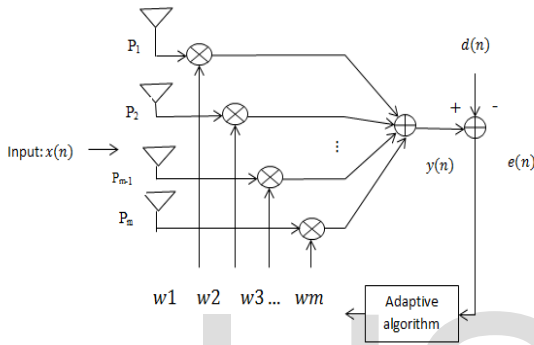 P1
d(n)
P2
+ -
Input: x(n)
⋮
Pm-1
y(n)
e(n)
Pm
w1 w2 w3 ... wm
Adaptive
algorithm